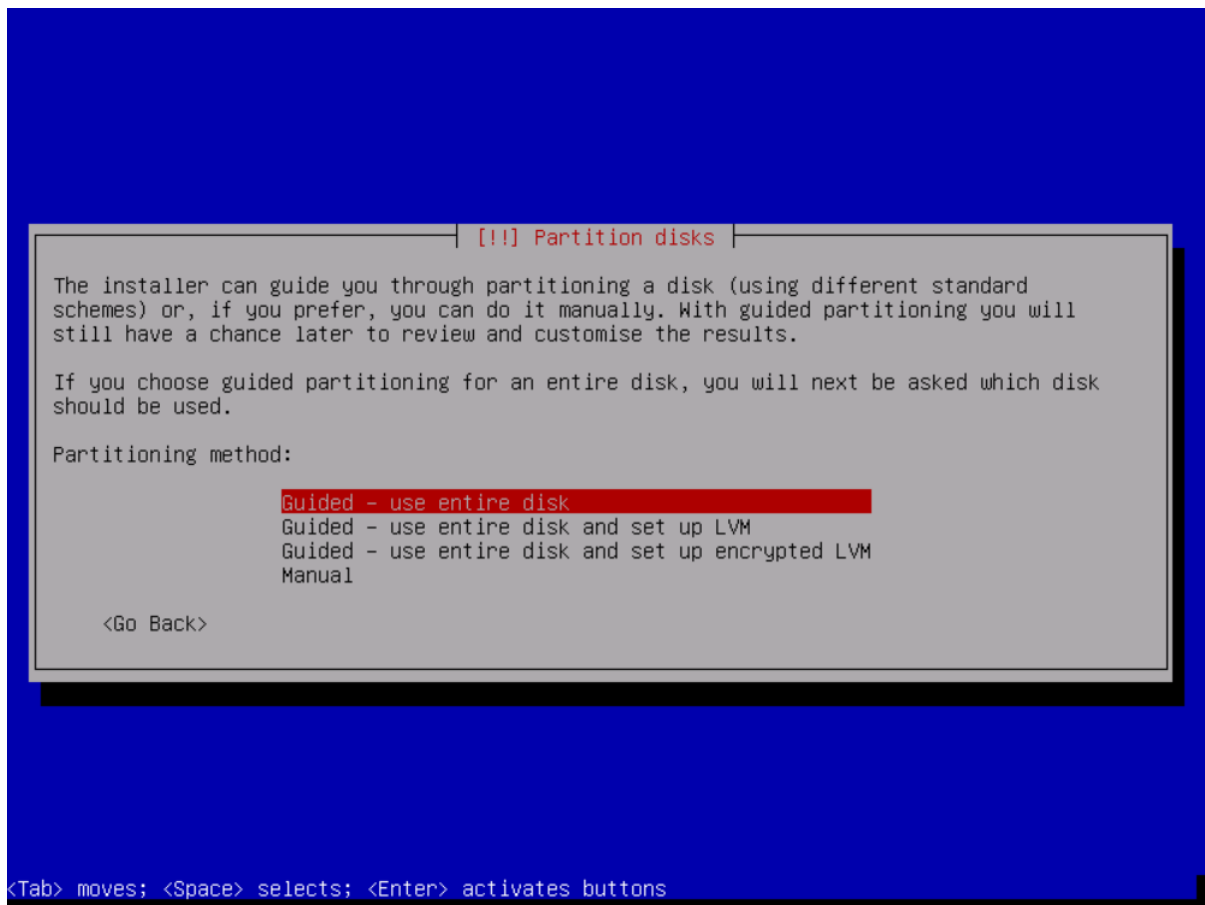 [!!] Partition disks
The installer can guide you through partitioning a disk (using different standard
schemes) or, if you prefer, you can do it manually. With guided partitioning you will
still have a chance later to review and customise the results.
If you choose guided partitioning for an entire disk, you will next be asked which disk
should be used.
Partitioning method:
Guided - use entire disk
Guided - use entire disk and set up LVM
Guided - use entire disk and set up encrypted LVM
Manual
<Go Back>
<Tab> moves; <Space> selects; <Enter> activates buttons